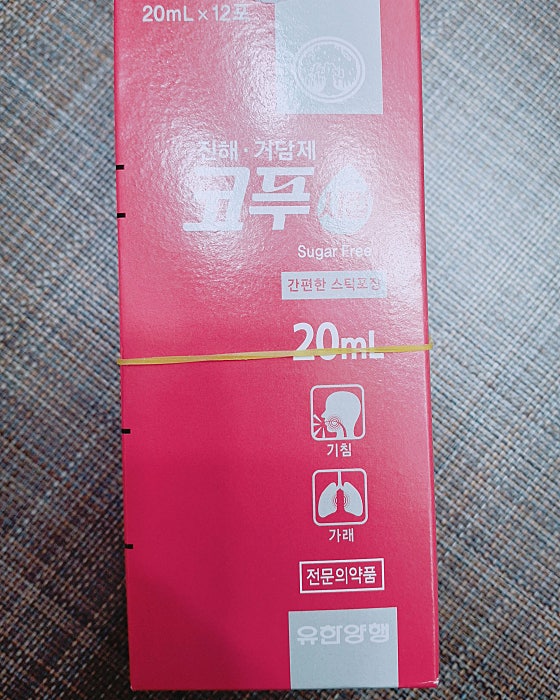 20mL × 12포
진해 · 거담제
코푸
Sugar Free
간편한 스틱포장
20mL
기침
가래
전문의약품
유한양행